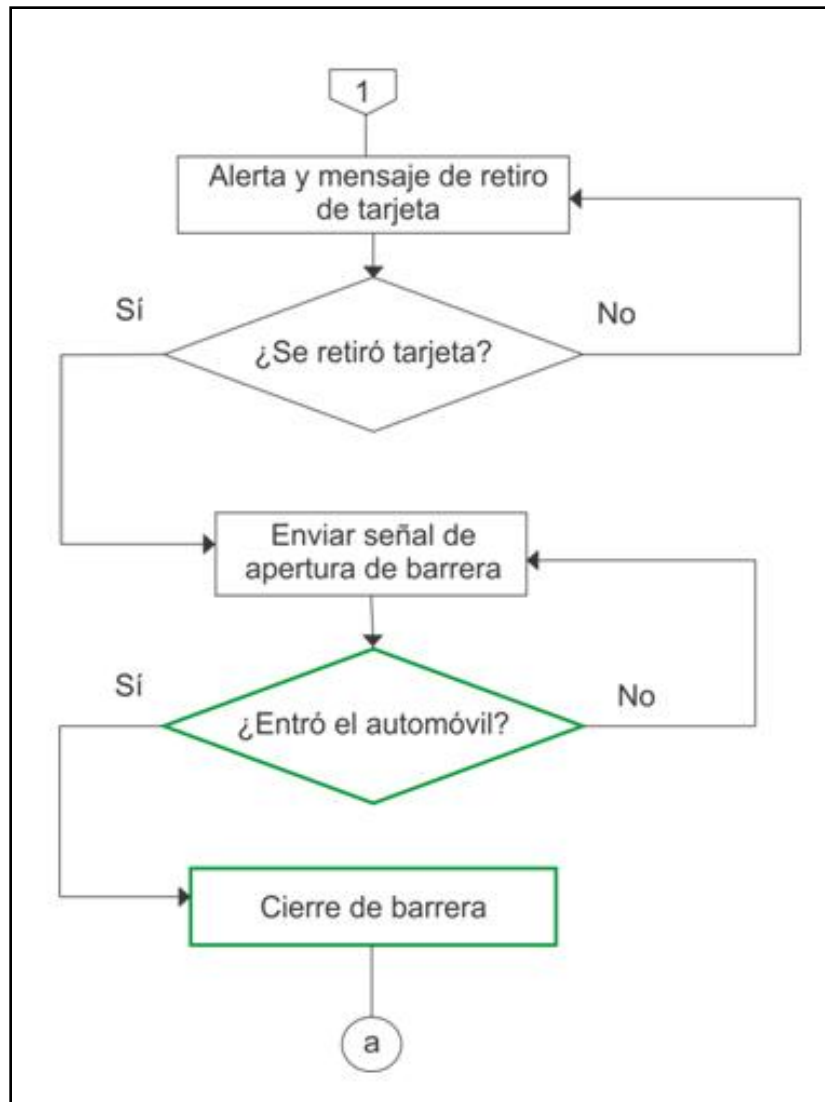 1
Alerta y mensaje de retiro
de tarjeta
Sí
No
¿Se retiró tarjeta?
Enviar señal de
apertura de barrera
Sí
No
¿Entró el automóvil?
Cierre de barrera
a